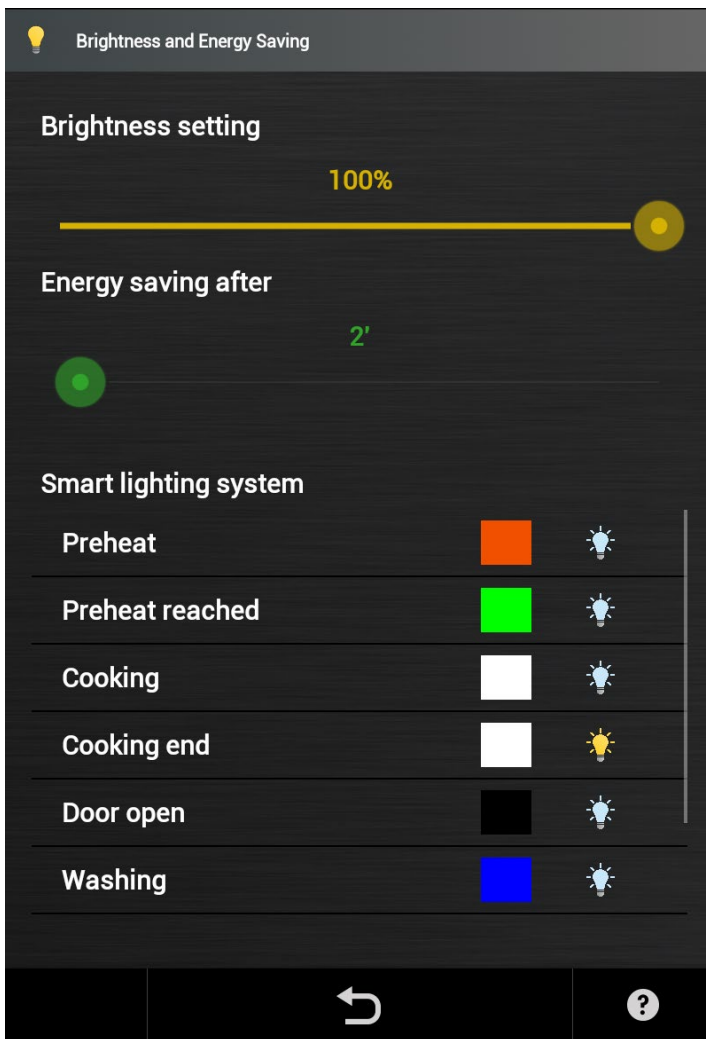 Brightness and Energy Saving
Brightness setting
100%
Energy saving after
2'
Smart lighting system
Preheat
Preheat reached
Cooking
Cooking end
Door open
Washing
?